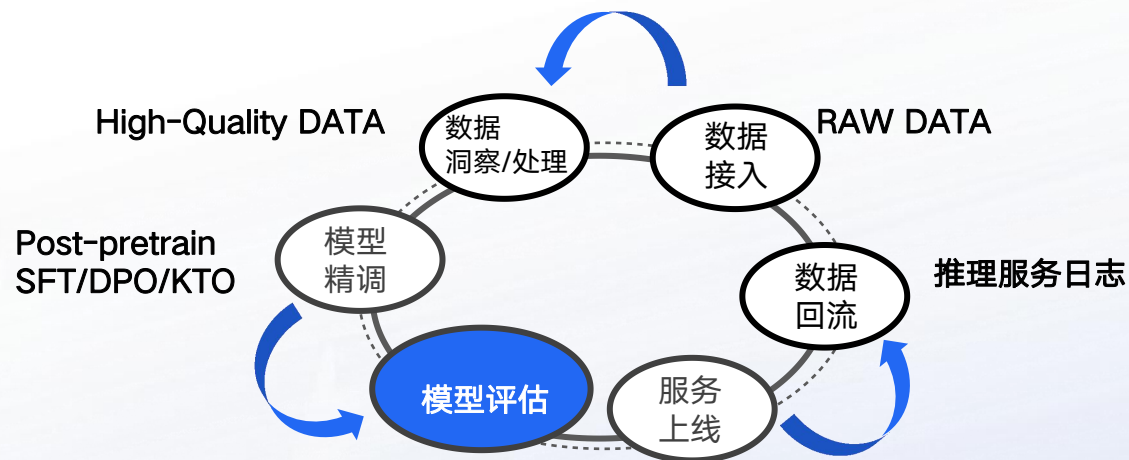 High-Quality DATA
数据
洞察/处理
数据
接入
RAW DATA
Post-pretrain
SFT/DPO/KTO
模型
精调
数据
回流
推理服务日志
模型评估
服务
上线